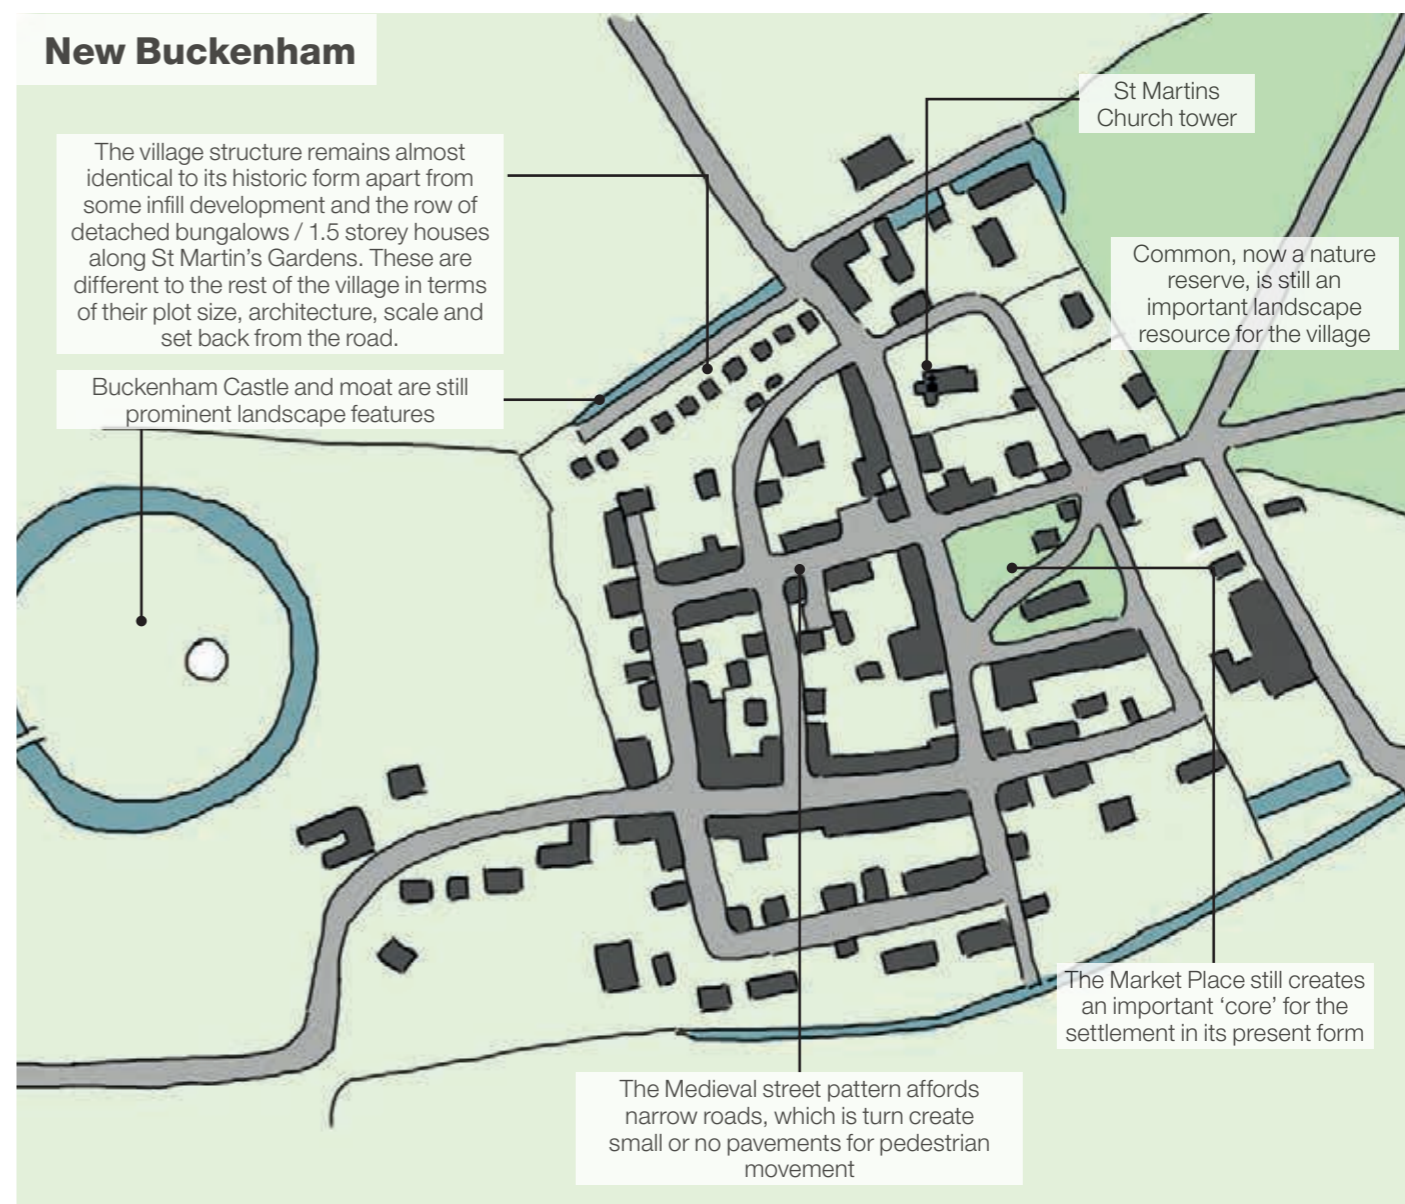 New Buckenham
The village structure remains almost
identical to its historic form apart from
some infill development and the row of
detached bungalows / 1.5 storey houses
along St Martin's Gardens. These are
different to the rest of the village in terms
of their plot size, architecture, scale and
set back from the road.
Buckenham Castle and moat are still
prominent landscape features
St Martins
Church tower
Common, now a nature
reserve, is still an
important landscape
resource for the village
The Market Place still creates
an important ‘core’ for the
settlement in its present form
The Medieval street pattern affords
narrow roads, which is turn create
small or no pavements for pedestrian
movement